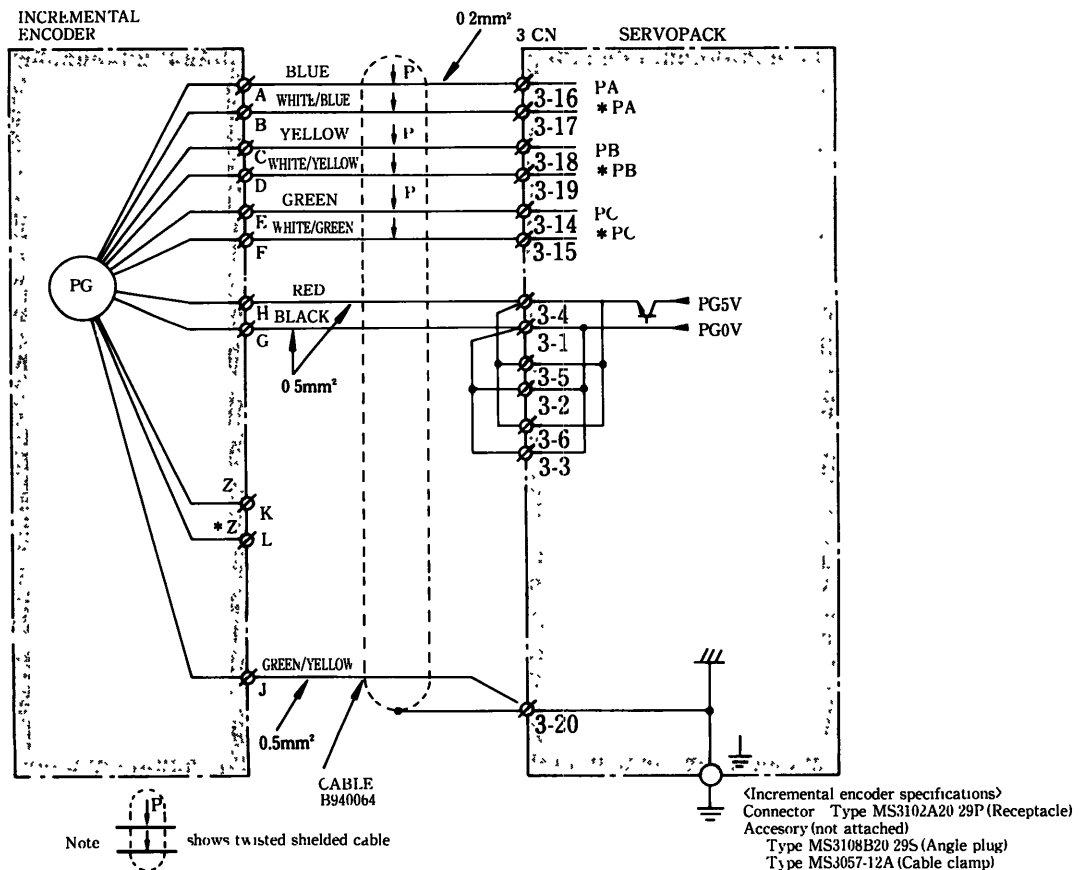 INCREMENTAL
ENCODER
0 2mm²
3 CN
SERVOPACK
BLUE
P
A
WHITE/BLUE
3-16
PA
B
3-17
*PA
YELLOW
P
C
WHITE/YELLOW
3-18
PB
D
3-19
*PB
GREEN
P
E
WHITE/GREEN
3-14
PC
F
3-15
*PC
PG
RED
H
3-4
PG5V
BLACK
G
3-1
PG0V
0 5mm²
3-5
3-2
3-6
3-3
Z
K
*Z
L
GREEN/YELLOW
J
3-20
0.5mm²
CABLE
B940064
P
Note
shows twisted shielded cable
<Incremental encoder specifications>
Connector Type MS3102A20 29P (Receptacle)
Accesory (not attached)
Type MS3108B20 29S (Angle plug)
Type MS3057-12A (Cable clamp)